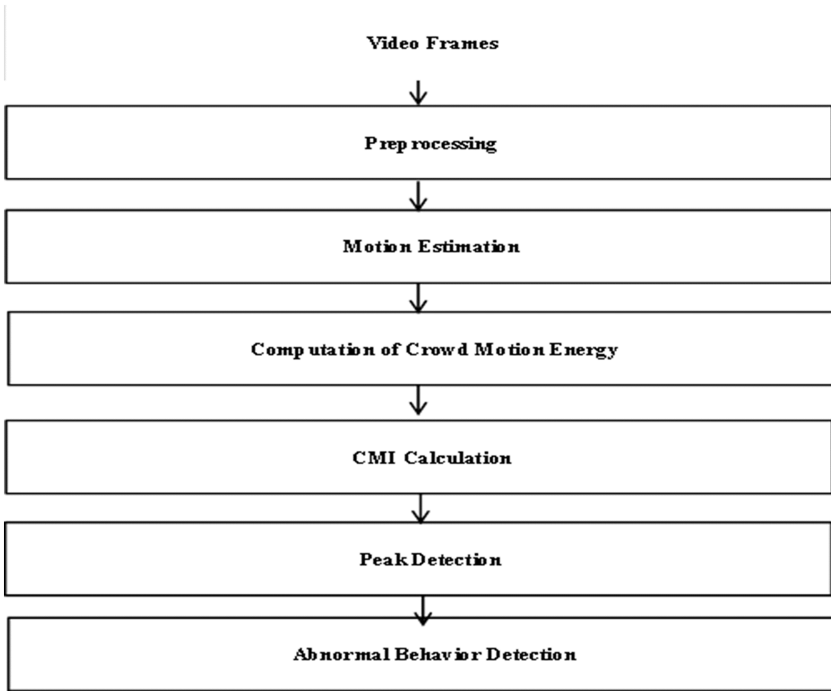 Video Frames
Preprocessing
Motion Estimation
Computation of Crowd Motion Energy
CMI Calculation
Peak Detection
Abnormal Behavior Detection